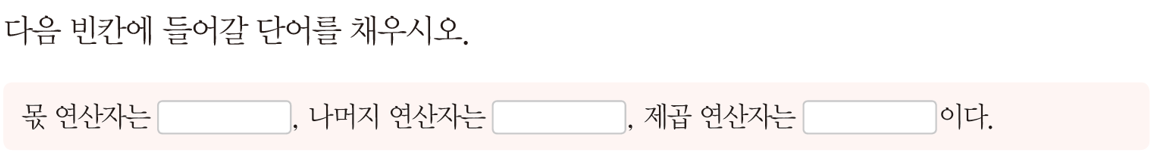 다음 빈칸에 들어갈 단어를 채우시오.
몫 연산자는 , 나머지 연산자는 , 제곱 연산자는 이다.